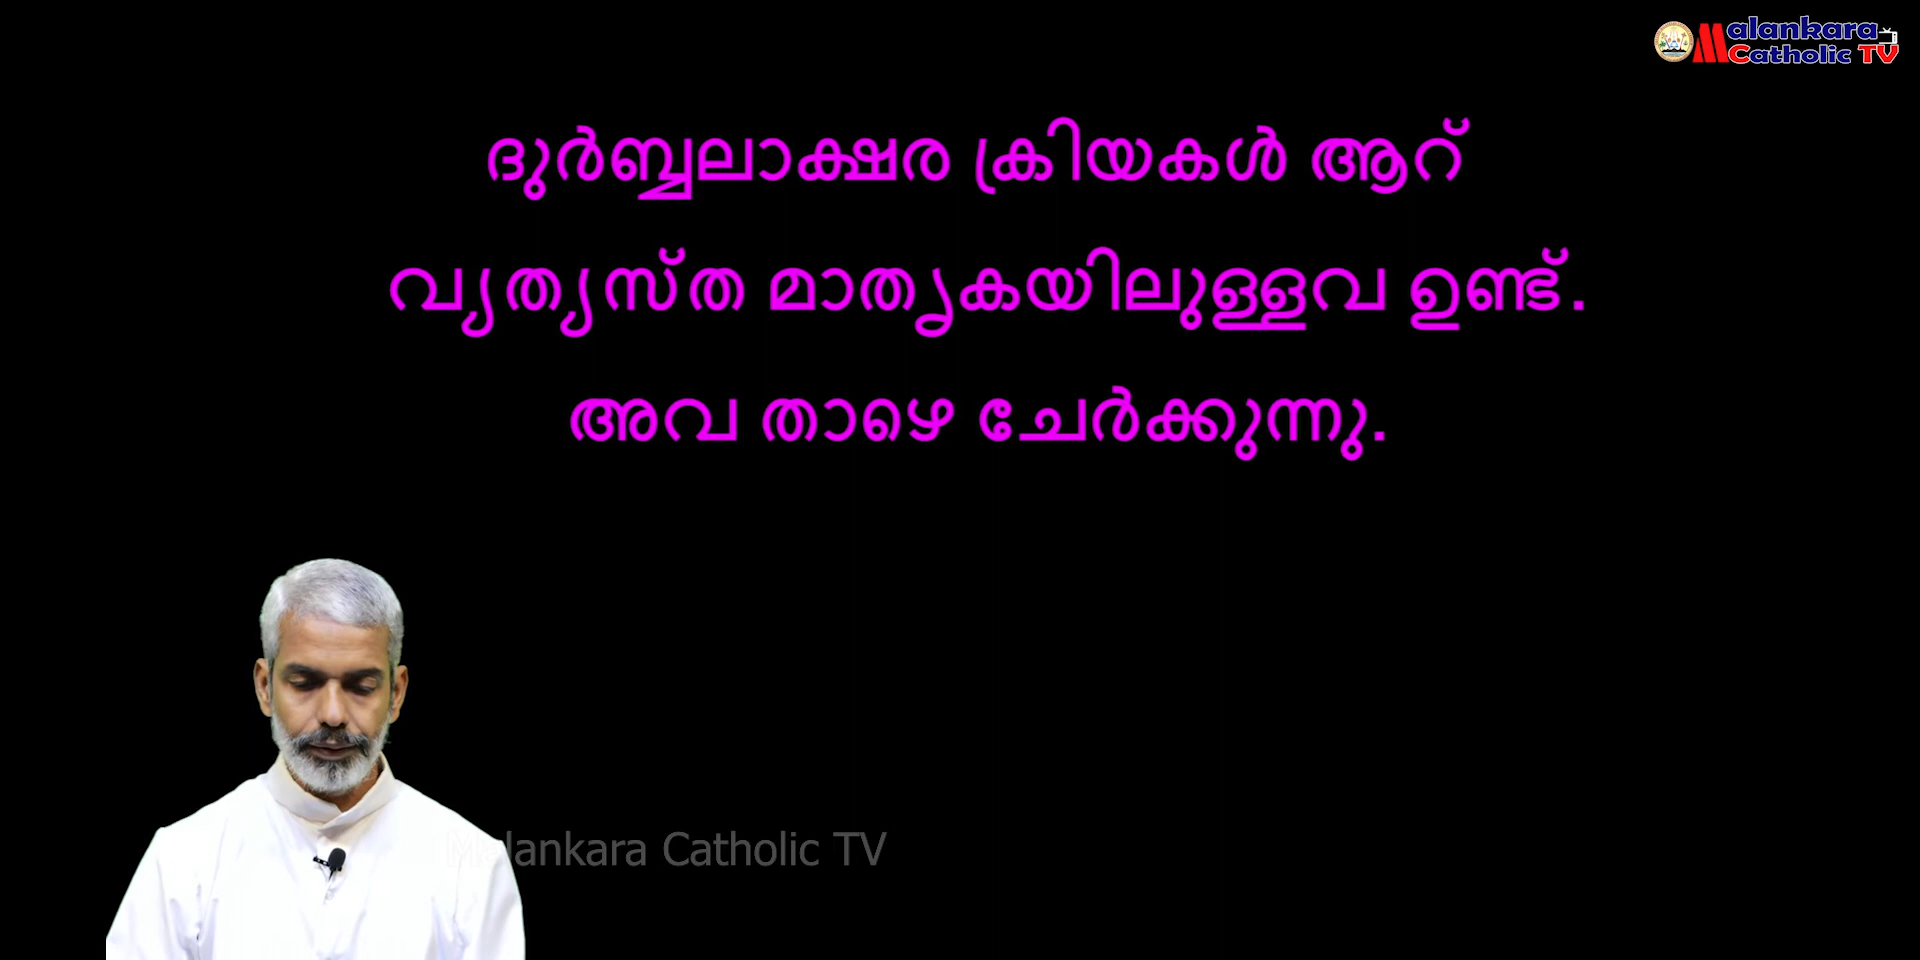 Malankara
Catholic TV
ദുർബ്ബലാക്ഷര ക്രിയകൾ ആറ്
വ്യത്യസ്ത മാതൃകയിലുള്ളവ ഉണ്ട്.
അവ താഴെ ചേർക്കുന്നു.
Malankara Catholic TV